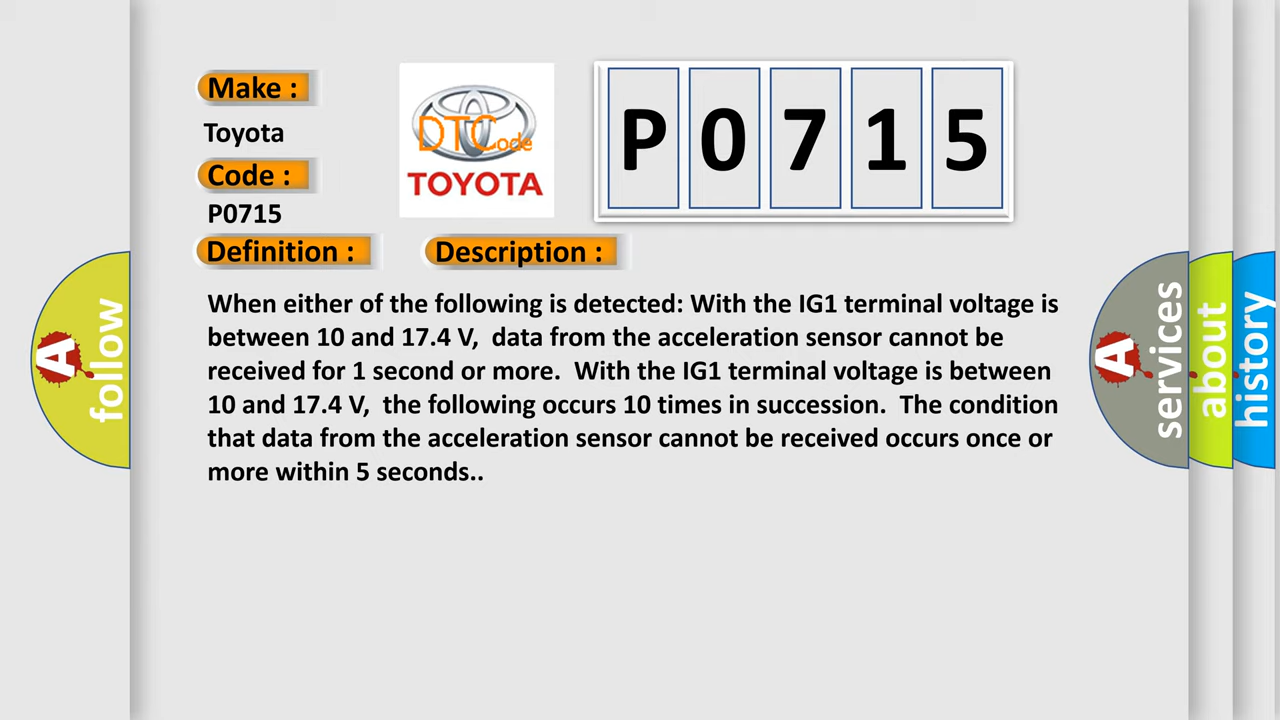 Make :
Toyota
Code :
P0715
Definition :
Description :
DTCode
TOYOTA
P0715
When either of the following is detected: With the IG1 terminal voltage is
between 10 and 17.4 V,  data from the acceleration sensor cannot be
received for 1 second or more.  With the IG1 terminal voltage is between
10 and 17.4 V,  the following occurs 10 times in succession.  The condition
that data from the acceleration sensor cannot be received occurs once or
more within 5 seconds..
A
follow
A
services
about
history